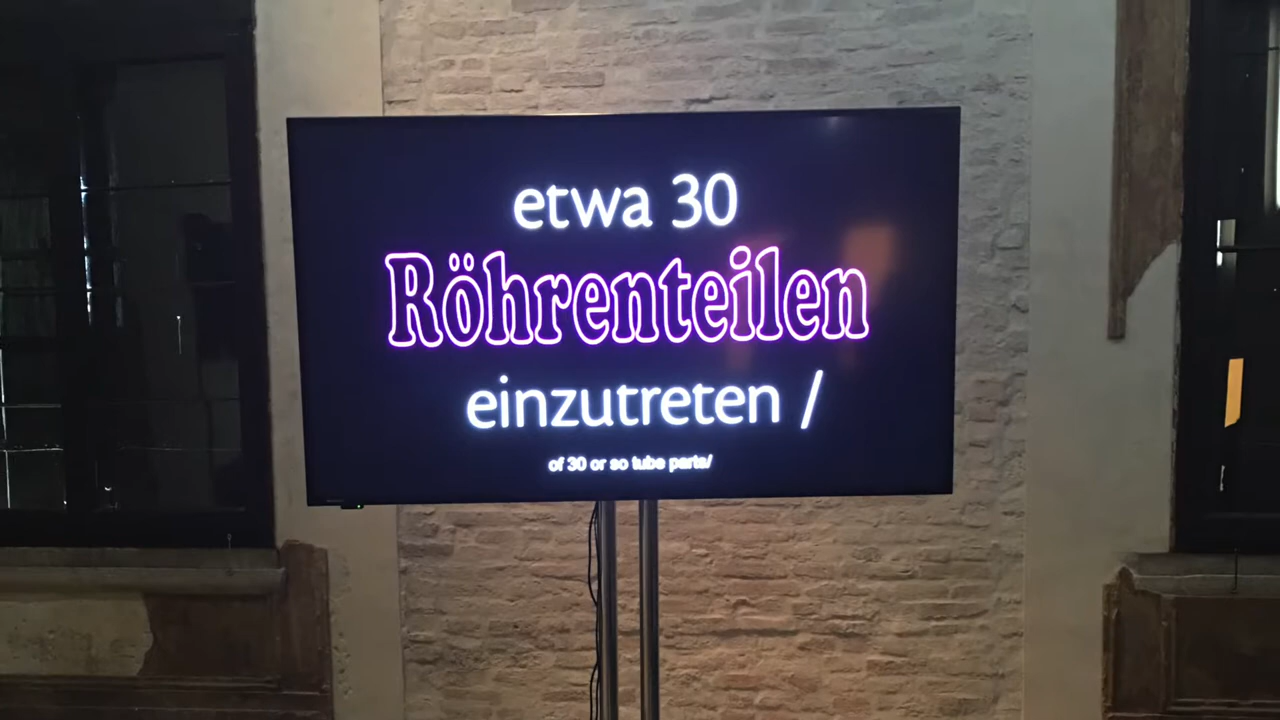 etwa 30
Röhrenteilen
einzutreten /
of 30 or so tube parts/